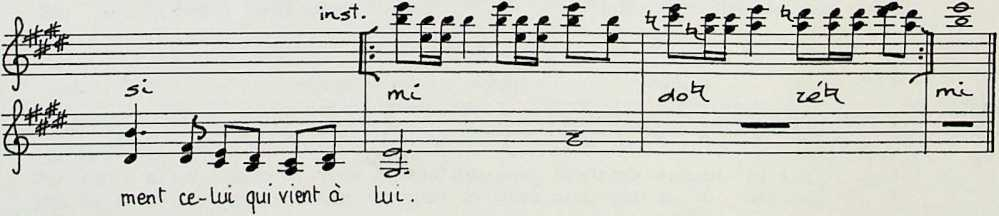 inst.
si mi do♮ ré♮ mi
ment ce-lui qui vient à lui.